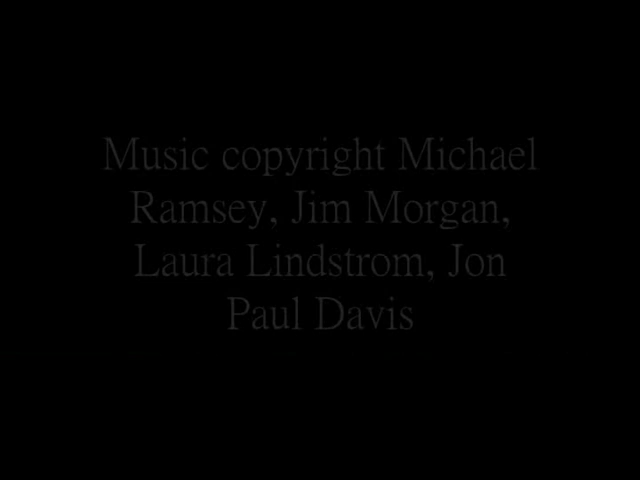 Music copyright Michael
Ramsey, Jim Morgan,
Laura Lindstrom, Jon
Paul Davis